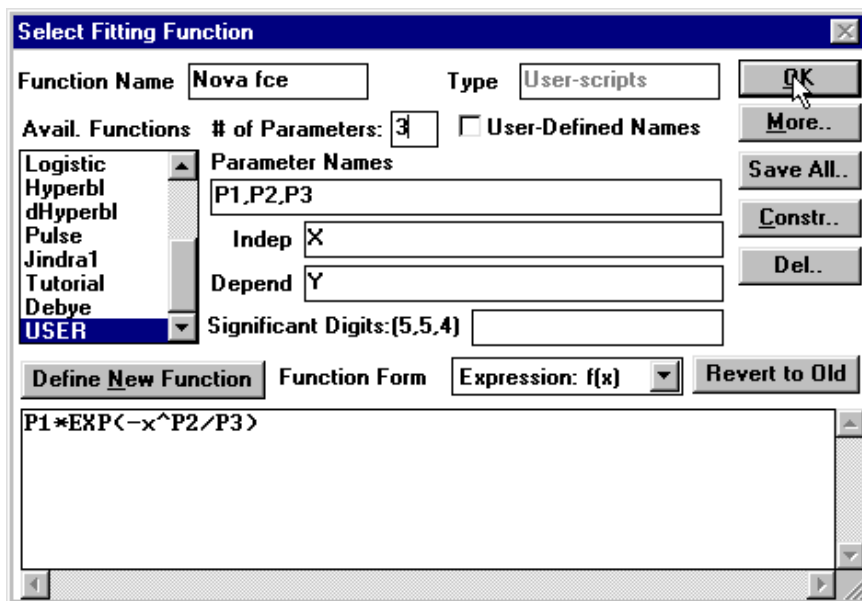 Select Fitting Function
Function Name Nova fce Type User-scripts OK
Avail. Functions # of Parameters: 3 User-Defined Names More..
Logistic
Hyperbl
dHyperbl
Pulse
Jindra1
Tutorial
Debye
USER
Parameter Names
P1,P2,P3
Indep X
Depend Y
Significant Digits:(5,5,4)
Save All..
Constr..
Del..
Define New Function Function Form Expression: f(x) Revert to Old
P1*EXP(-x^P2/P3)